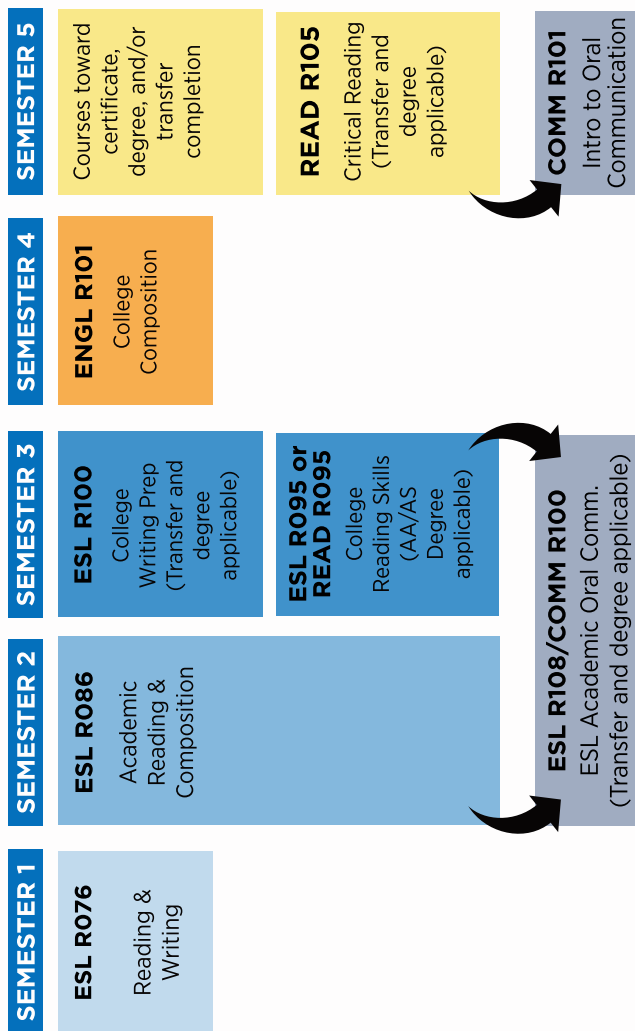 SEMESTER 1
ESL R076
Reading &
Writing
SEMESTER 2
ESL R086
Academic
Reading &
Composition
SEMESTER 3
ESL R100
College
Writing Prep
(Transfer and
degree
applicable)
ESL R095 or
READ R095
College
Reading Skills
(AA/AS
Degree
applicable)
ESL R108/COMM R100
ESL Academic Oral Comm.
(Transfer and degree applicable)
SEMESTER 4
ENGL R101
College
Composition
SEMESTER 5
Courses toward
certificate,
degree, and/or
transfer
completion
READ R105
Critical Reading
(Transfer and
degree
applicable)
COMM R101
Intro to Oral
Communication